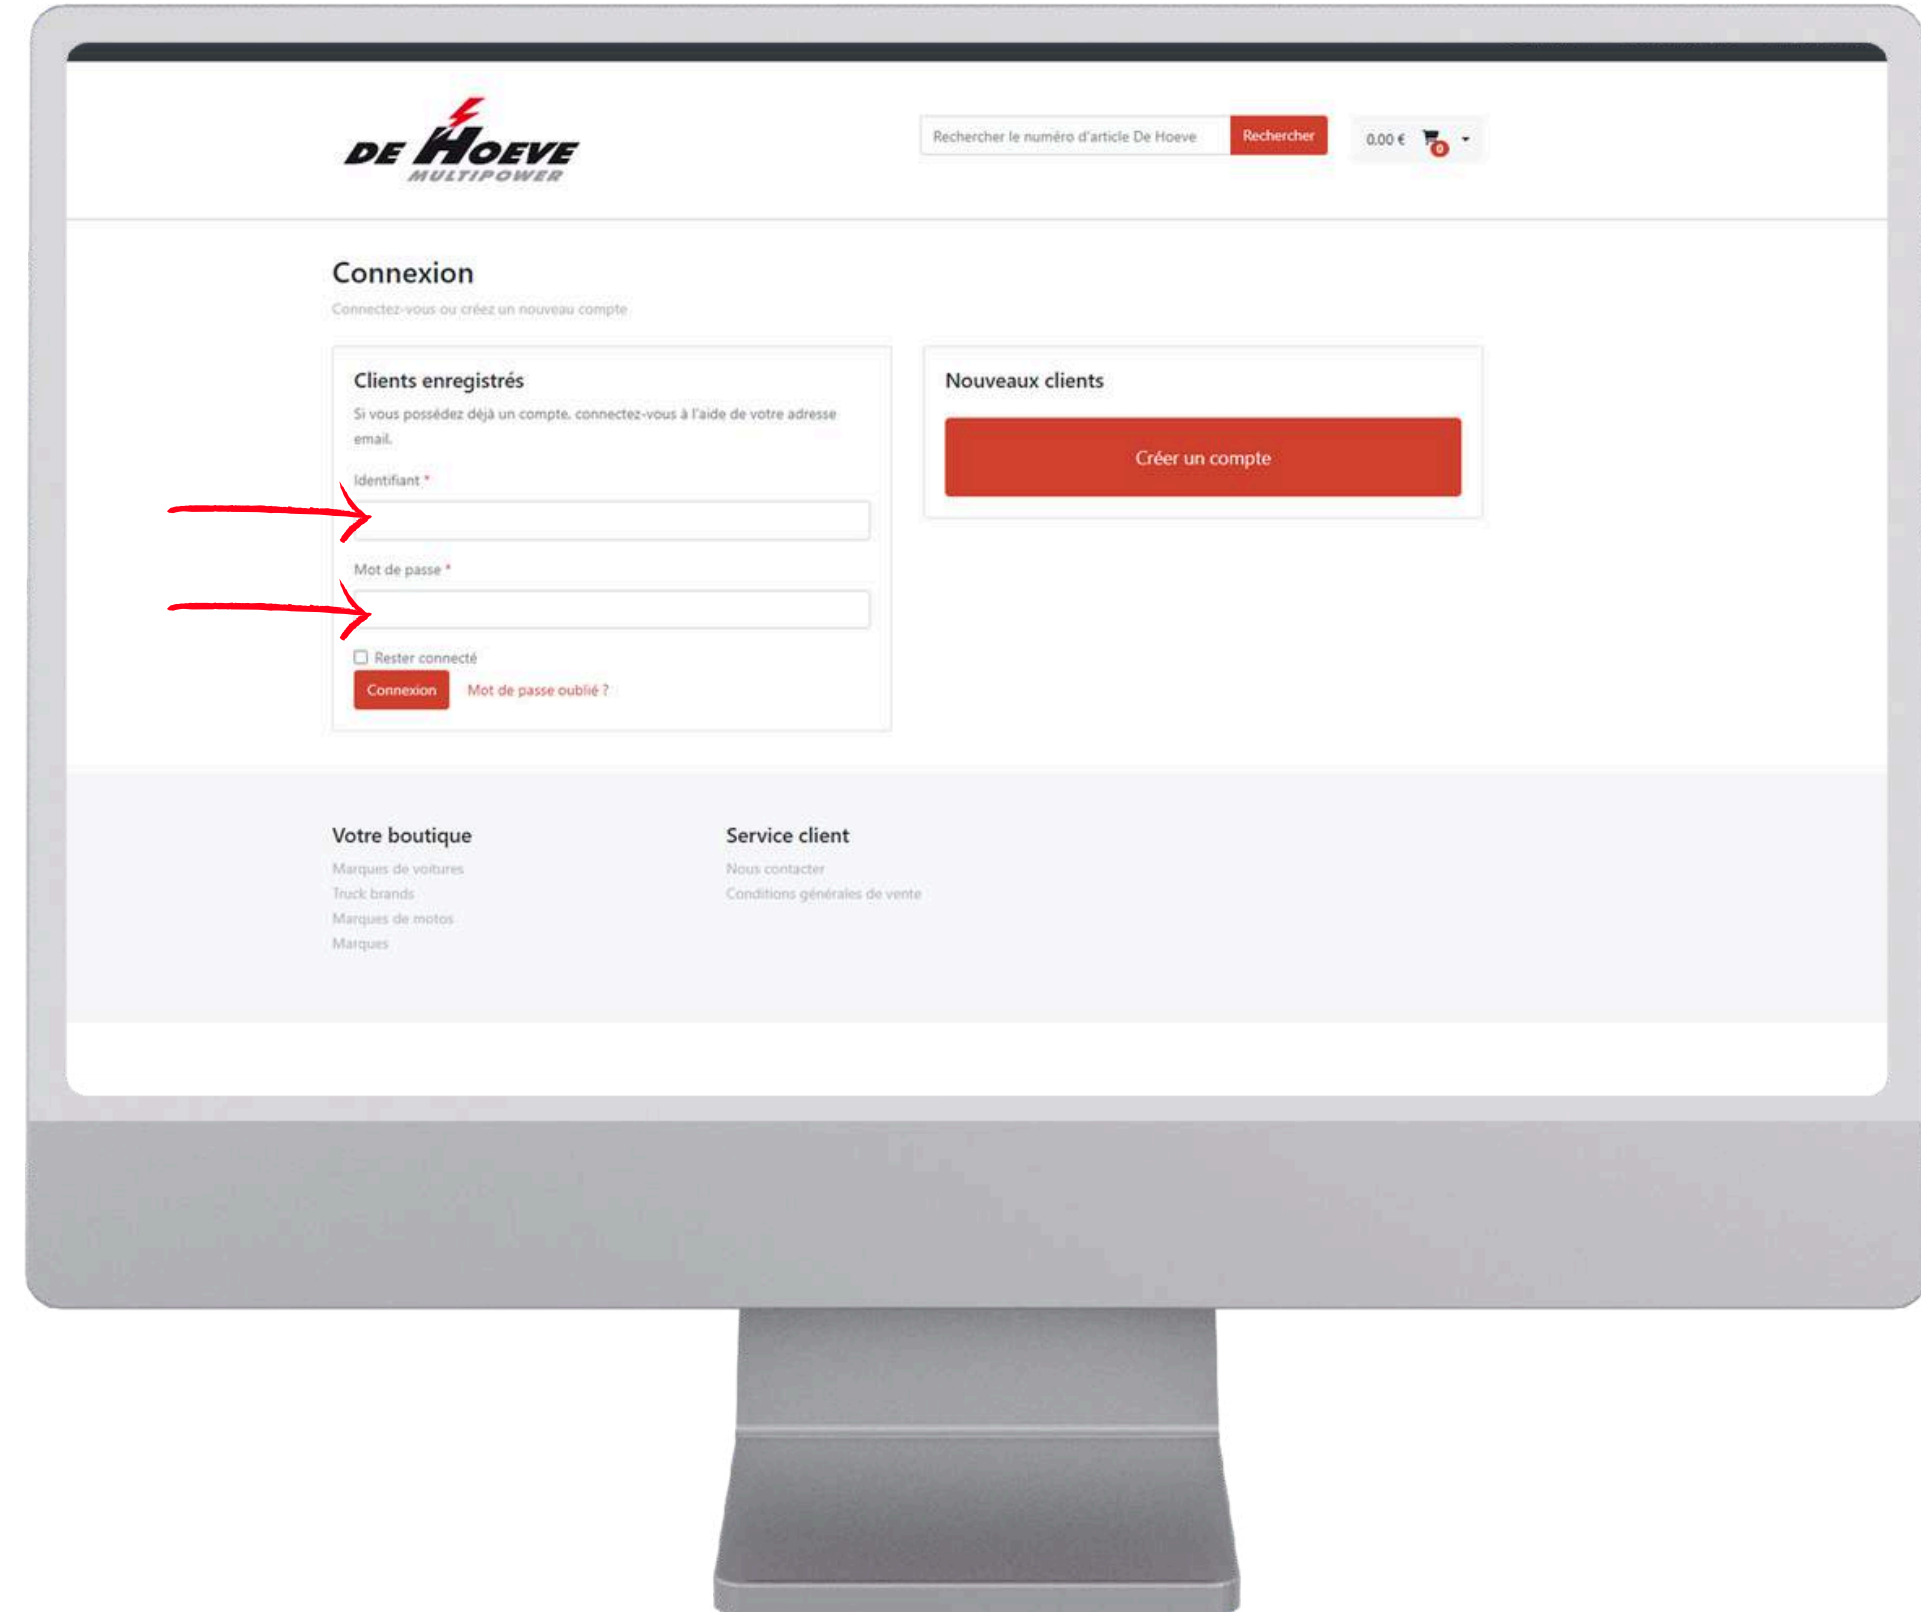 DE HOEVE
MULTIPOWER
Rechercher le numéro d'article De Hoeve
Rechercher
0.00 €
0
Connexion
Connectez-vous ou créez un nouveau compte
Clients enregistrés
Si vous possédez déjà un compte, connectez-vous à l'aide de votre adresse
email.
Identifiant *
Mot de passe *
Rester connecté
Connexion
Mot de passe oublié ?
Nouveaux clients
Créer un compte
Votre boutique
Marques de voitures
Truck brands
Marques de motos
Marques
Service client
Nous contacter
Conditions générales de vente